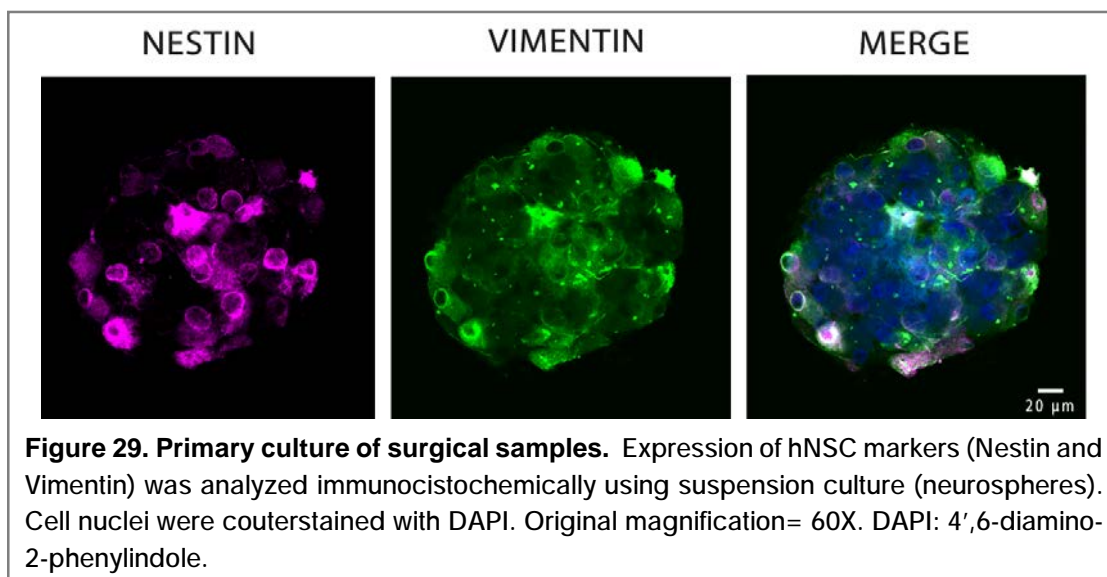 NESTIN VIMENTIN MERGE
20 µm
Figure 29. Primary culture of surgical samples. Expression of hNSC markers (Nestin and
Vimentin) was analyzed immunocistochemically using suspension culture (neurospheres).
Cell nuclei were couterstained with DAPI. Original magnification= 60X. DAPI: 4′,6-diamino-
2-phenylindole.